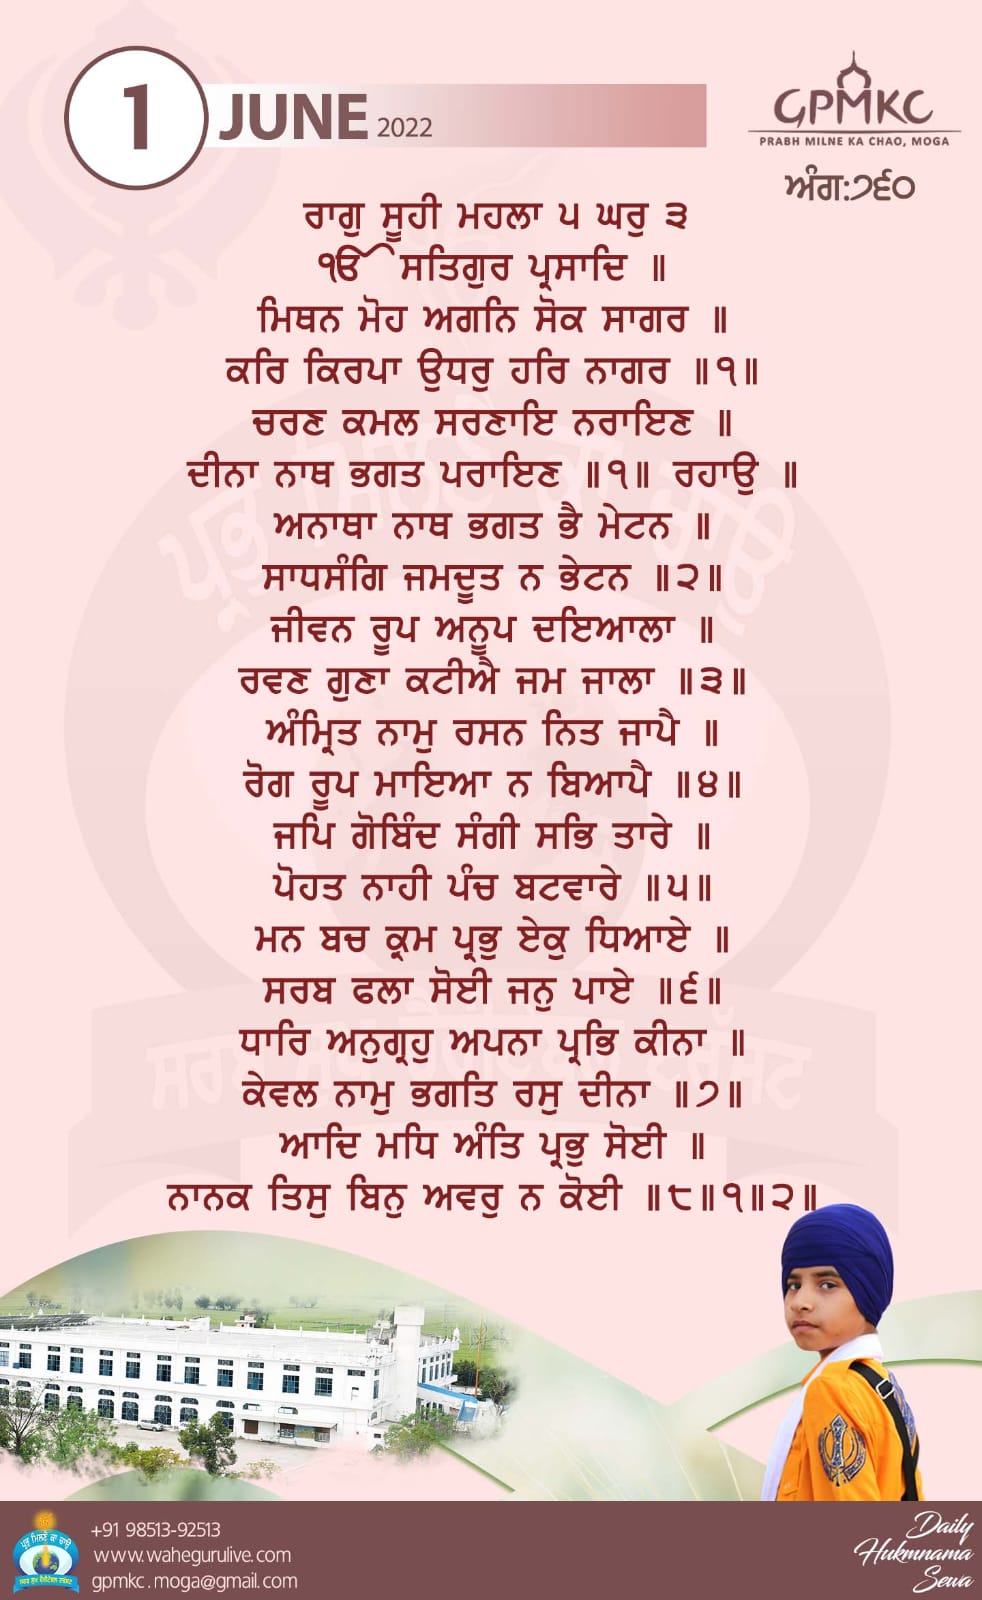 1 JUNE 2022
GPMKC
PRABH MILNE KA CHAO, MOGA
ਅੰਗ:੭੬੦
ਰਾਗੁ ਸੂਹੀ ਮਹਲਾ ੫ ਘਰੁ ੩
ੴ ਸਤਿਗੁਰ ਪ੍ਰਸਾਦਿ ॥
ਮਿਥਨ ਮੋਹ ਅਗਨਿ ਸੋਕ ਸਾਗਰ ॥
ਕਰਿ ਕਿਰਪਾ ਉਧਰੁ ਹਰਿ ਨਾਗਰ ॥੧॥
ਚਰਣ ਕਮਲ ਸਰਣਾਇ ਨਰਾਇਣ ॥
ਦੀਨਾ ਨਾਥ ਭਗਤ ਪਰਾਇਣ ॥੧॥ ਰਹਾਉ ॥
ਅਨਾਥਾ ਨਾਥ ਭਗਤ ਭੈ ਮੇਟਨ ॥
ਸਾਧਸੰਗਿ ਜਮਦੂਤ ਨ ਭੇਟਨ ॥੨॥
ਜੀਵਨ ਰੂਪ ਅਨੂਪ ਦਇਆਲਾ ॥
ਰਵਣ ਗੁਣਾ ਕਟੀਐ ਜਮ ਜਾਲਾ ॥੩॥
ਅੰਮ੍ਰਿਤ ਨਾਮੁ ਰਸਨ ਨਿਤ ਜਾਪੈ ॥
ਰੋਗ ਰੂਪ ਮਾਇਆ ਨ ਬਿਆਪੈ ॥੪॥
ਜਪਿ ਗੋਬਿੰਦ ਸੰਗੀ ਸਭਿ ਤਾਰੇ ॥
ਪੋਹਤ ਨਾਹੀ ਪੰਚ ਬਟਵਾਰੇ ॥੫॥
ਮਨ ਬਚ ਕ੍ਰਮ ਪ੍ਰਭੁ ਏਕੁ ਧਿਆਏ ॥
ਸਰਬ ਫਲਾ ਸੋਈ ਜਨੁ ਪਾਏ ॥੬॥
ਧਾਰਿ ਅਨੁਗ੍ਰਹੁ ਅਪਨਾ ਪ੍ਰਭਿ ਕੀਨਾ ॥
ਕੇਵਲ ਨਾਮੁ ਭਗਤਿ ਰਸੁ ਦੀਨਾ ॥੭॥
ਆਦਿ ਮਧਿ ਅੰਤਿ ਪ੍ਰਭੁ ਸੋਈ ॥
ਨਾਨਕ ਤਿਸੁ ਬਿਨੁ ਅਵਰੁ ਨ ਕੋਈ ॥੮॥੧॥੨॥
+91 98513-92513
www.wahegurulive.com
gpmkc.moga@gmail.com
Daily
Hukmnama
Sewa